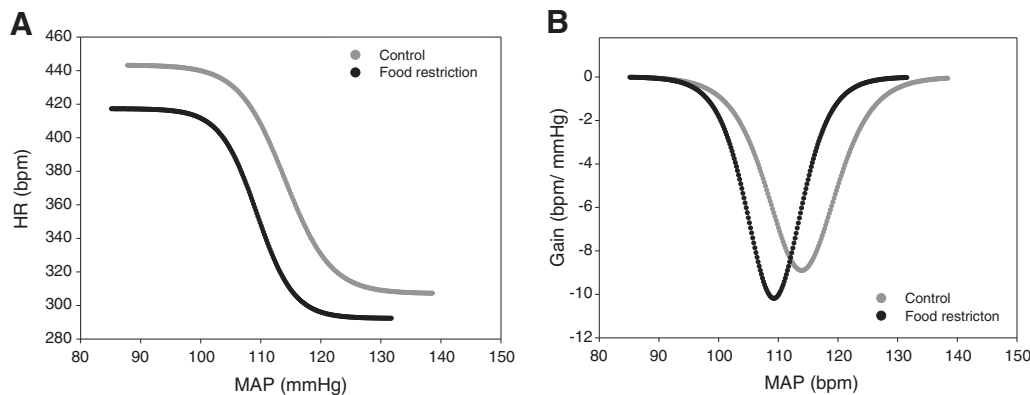 A
460
440
420
400
380
360
340
320
300
280
HR (bpm)
Control
Food restriction
80 90 100 110 120 130 140 150
MAP (mmHg)
B
0
-2
-4
-6
-8
-10
-12
Gain (bpm/ mmHg)
Control
Food restricton
80 90 100 110 120 130 140 150
MAP (bpm)